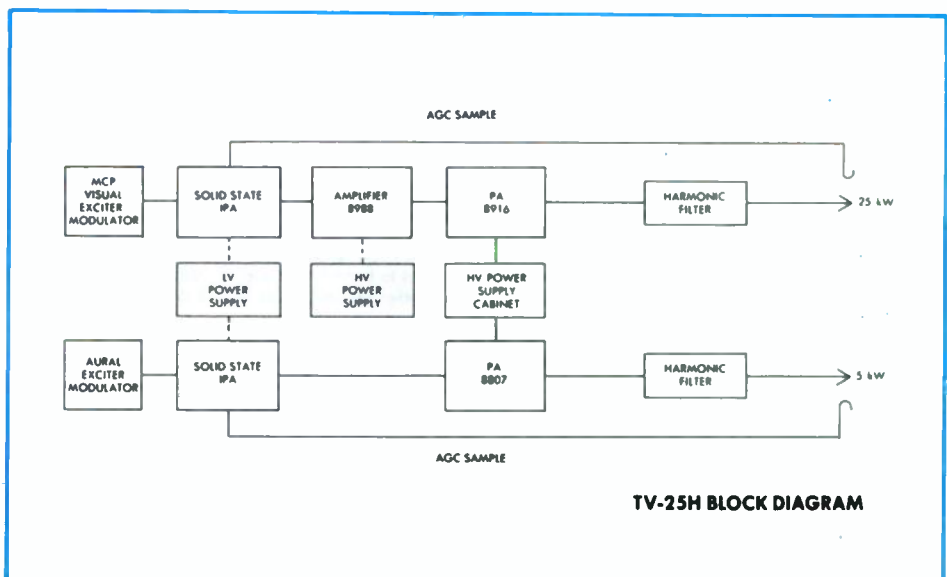 AGC SAMPLE
MCP
VISUAL
EXCITER
MODULATOR
SOLID STATE
IPA
AMPLIFIER
8988
PA
8916
HARMONIC
FILTER
25 kW
LV
POWER
SUPPLY
HV
POWER
SUPPLY
HV POWER
SUPPLY
CABINET
AURAL
EXCITER
MODULATOR
SOLID STATE
IPA
PA
8807
HARMONIC
FILTER
5 kW
AGC SAMPLE
TV-25H BLOCK DIAGRAM